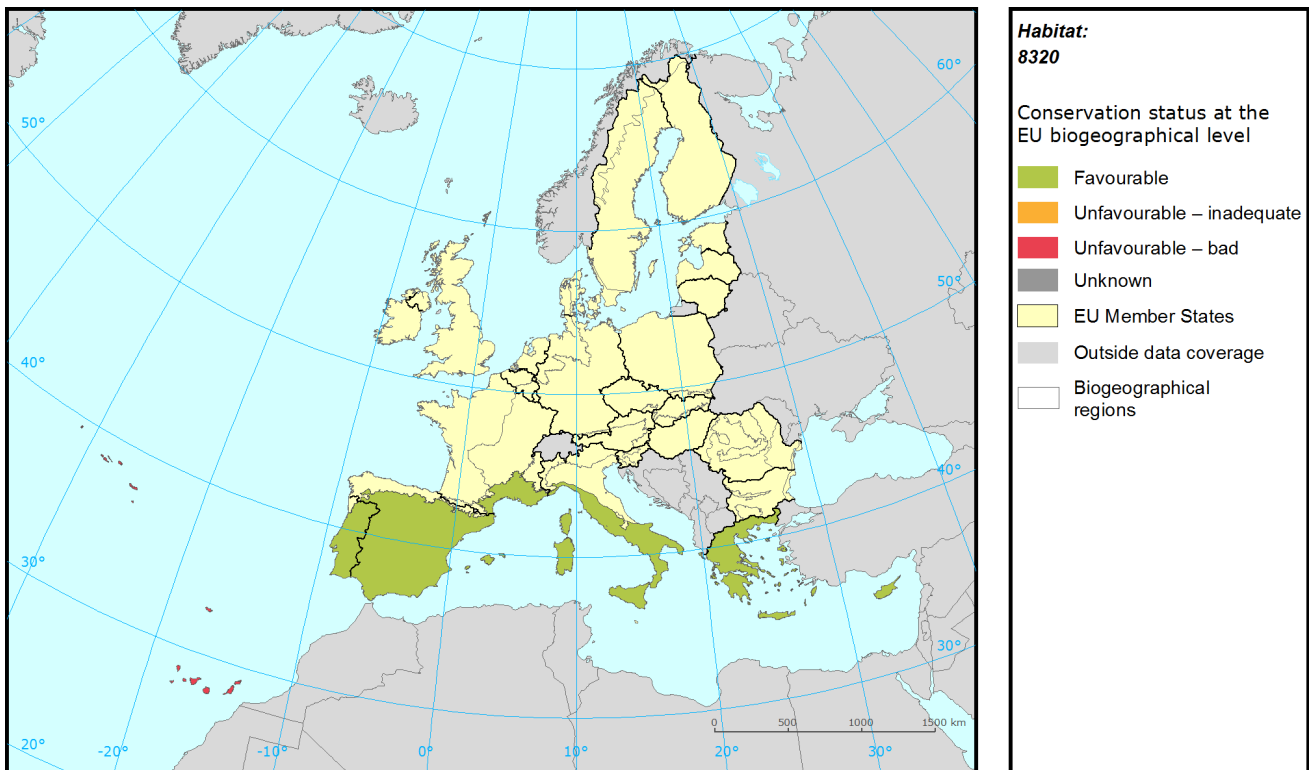 Habitat:
8320
Conservation status at the
EU biogeographical level
Favourable
Unfavourable – inadequate
Unfavourable – bad
Unknown
EU Member States
Outside data coverage
Biogeographical
regions
60°
50°
50°
40°
40°
30°
30°
0 500 1000 1500 km
20° -20° -10° 0° 10° 20° 30°